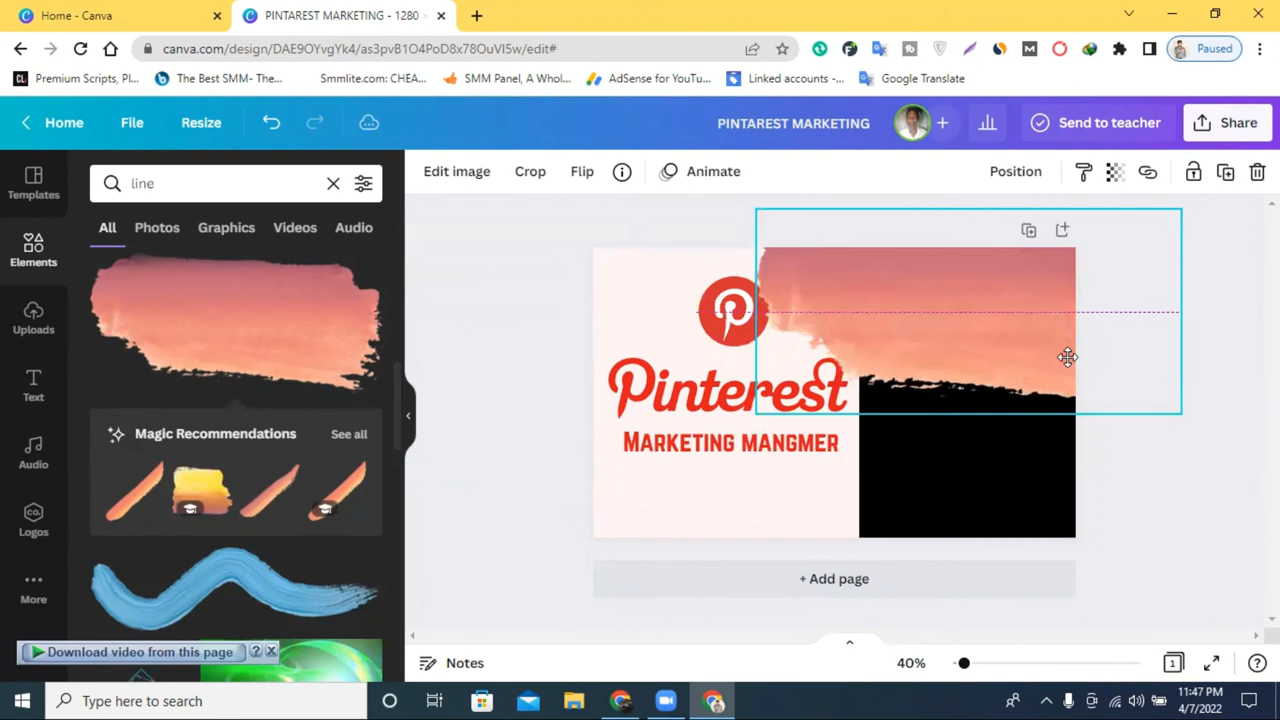 Home - Canva
PINTAREST MARKETING - 1280
canva.com/design/DAE9OYvgYk4/as3pvB1O4PoD8x78OuVI5w/edit#
Paused
Premium Scripts, Pl...
The Best SMM- The...
Smmlite.com: CHEA...
SMM Panel, A Whol...
AdSense for YouTu...
Linked accounts -...
Google Translate
Home
File
Resize
PINTAREST MARKETING
Send to teacher
Share
Templates
Elements
Uploads
Text
Audio
Logos
More
line
All
Photos
Graphics
Videos
Audio
Magic Recommendations
See all
Download video from this page
Edit image
Crop
Flip
Animate
Position
Pinterest
MARKETING MANGMER
+ Add page
Notes
40%
1
Type here to search
11:47 PM
4/7/2022